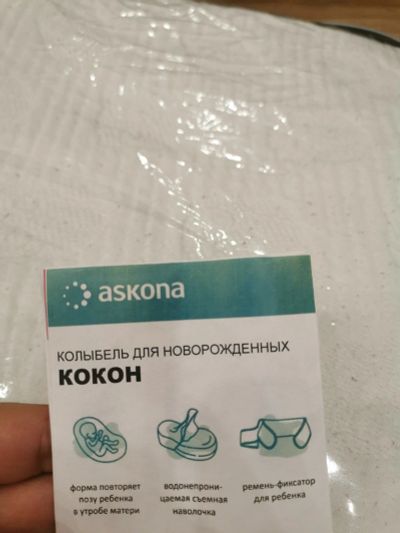 askona
КОЛЫБЕЛЬ ДЛЯ НОВОРОЖДЕННЫХ
КОКОН
форма повторяет
позу ребенка
в утробе матери
водонепрони-
цаемая съемная
наволочка
ремень-фиксатор
для ребенка